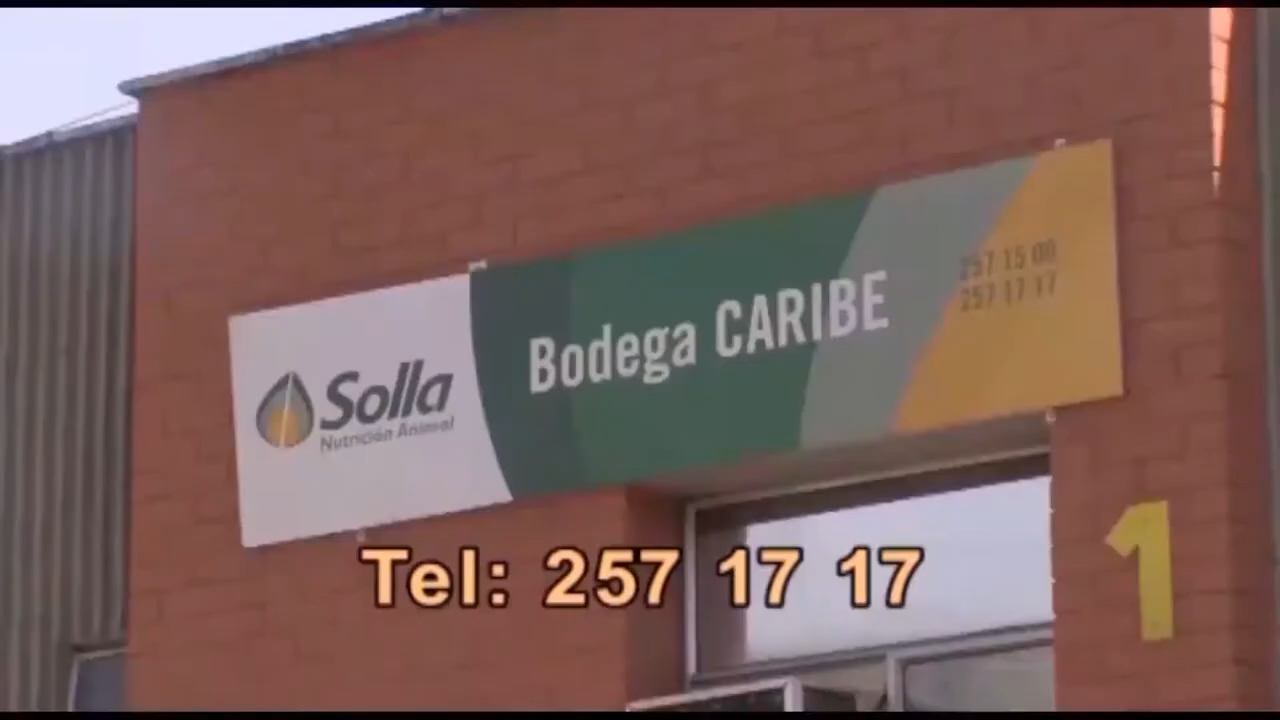 Solla
Nutrición Animal
Bodega CARIBE
257 15 00
257 17 17
Tel: 257 17 17
1